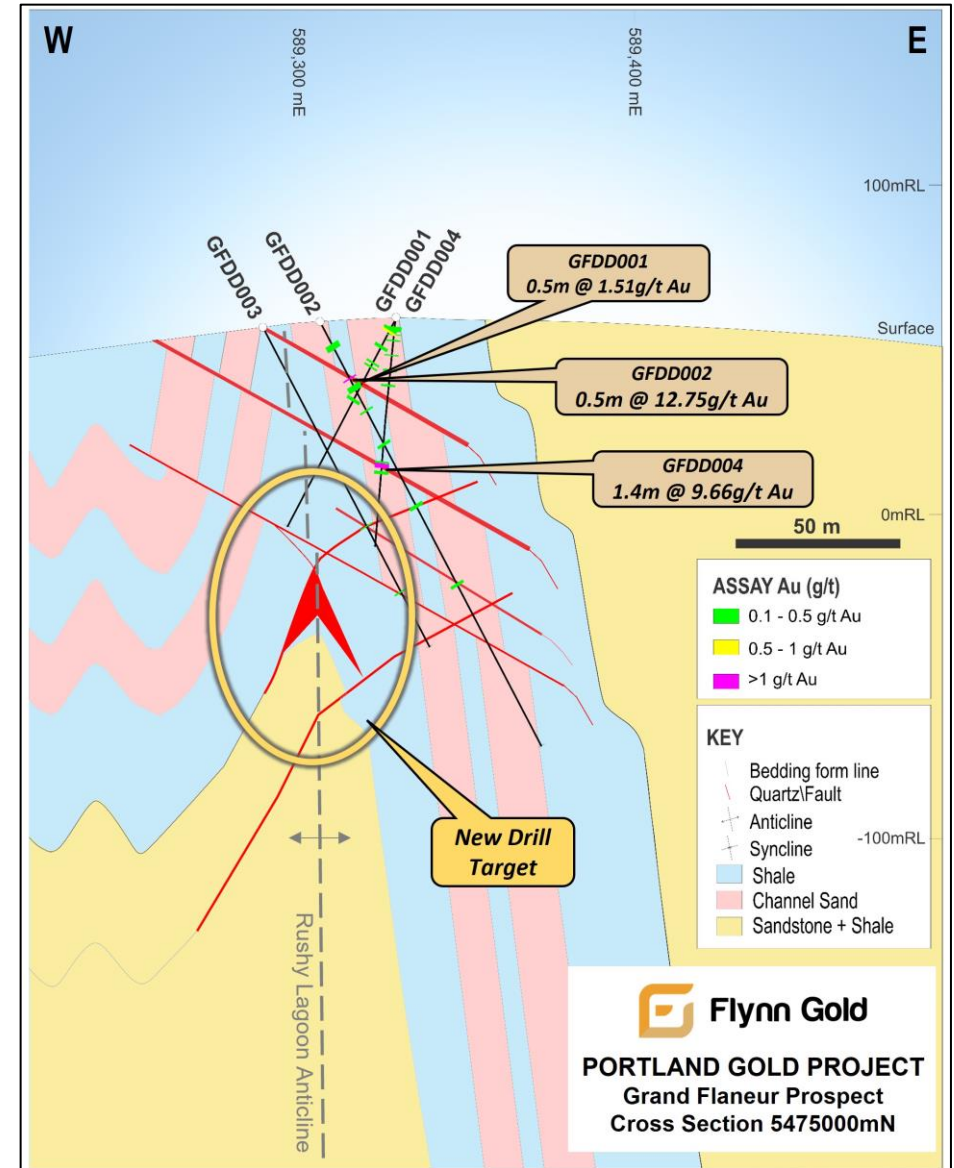 W
E
589,300 mE
589,400 mE
100mRL
GFDD003
GFDD002
GFDD001
GFDD004
GFDD001
0.5m @ 1.51g/t Au
Surface
GFDD002
0.5m @ 12.75g/t Au
GFDD004
1.4m @ 9.66g/t Au
0mRL
50 m
ASSAY Au (g/t)
0.1 - 0.5 g/t Au
0.5 - 1 g/t Au
>1 g/t Au
KEY
Bedding form line
Quartz\Fault
Anticline
Syncline
Shale
Channel Sand
Sandstone + Shale
-100mRL
New Drill
Target
Rushy Lagoon Anticline
Flynn Gold
PORTLAND GOLD PROJECT
Grand Flaneur Prospect
Cross Section 5475000mN